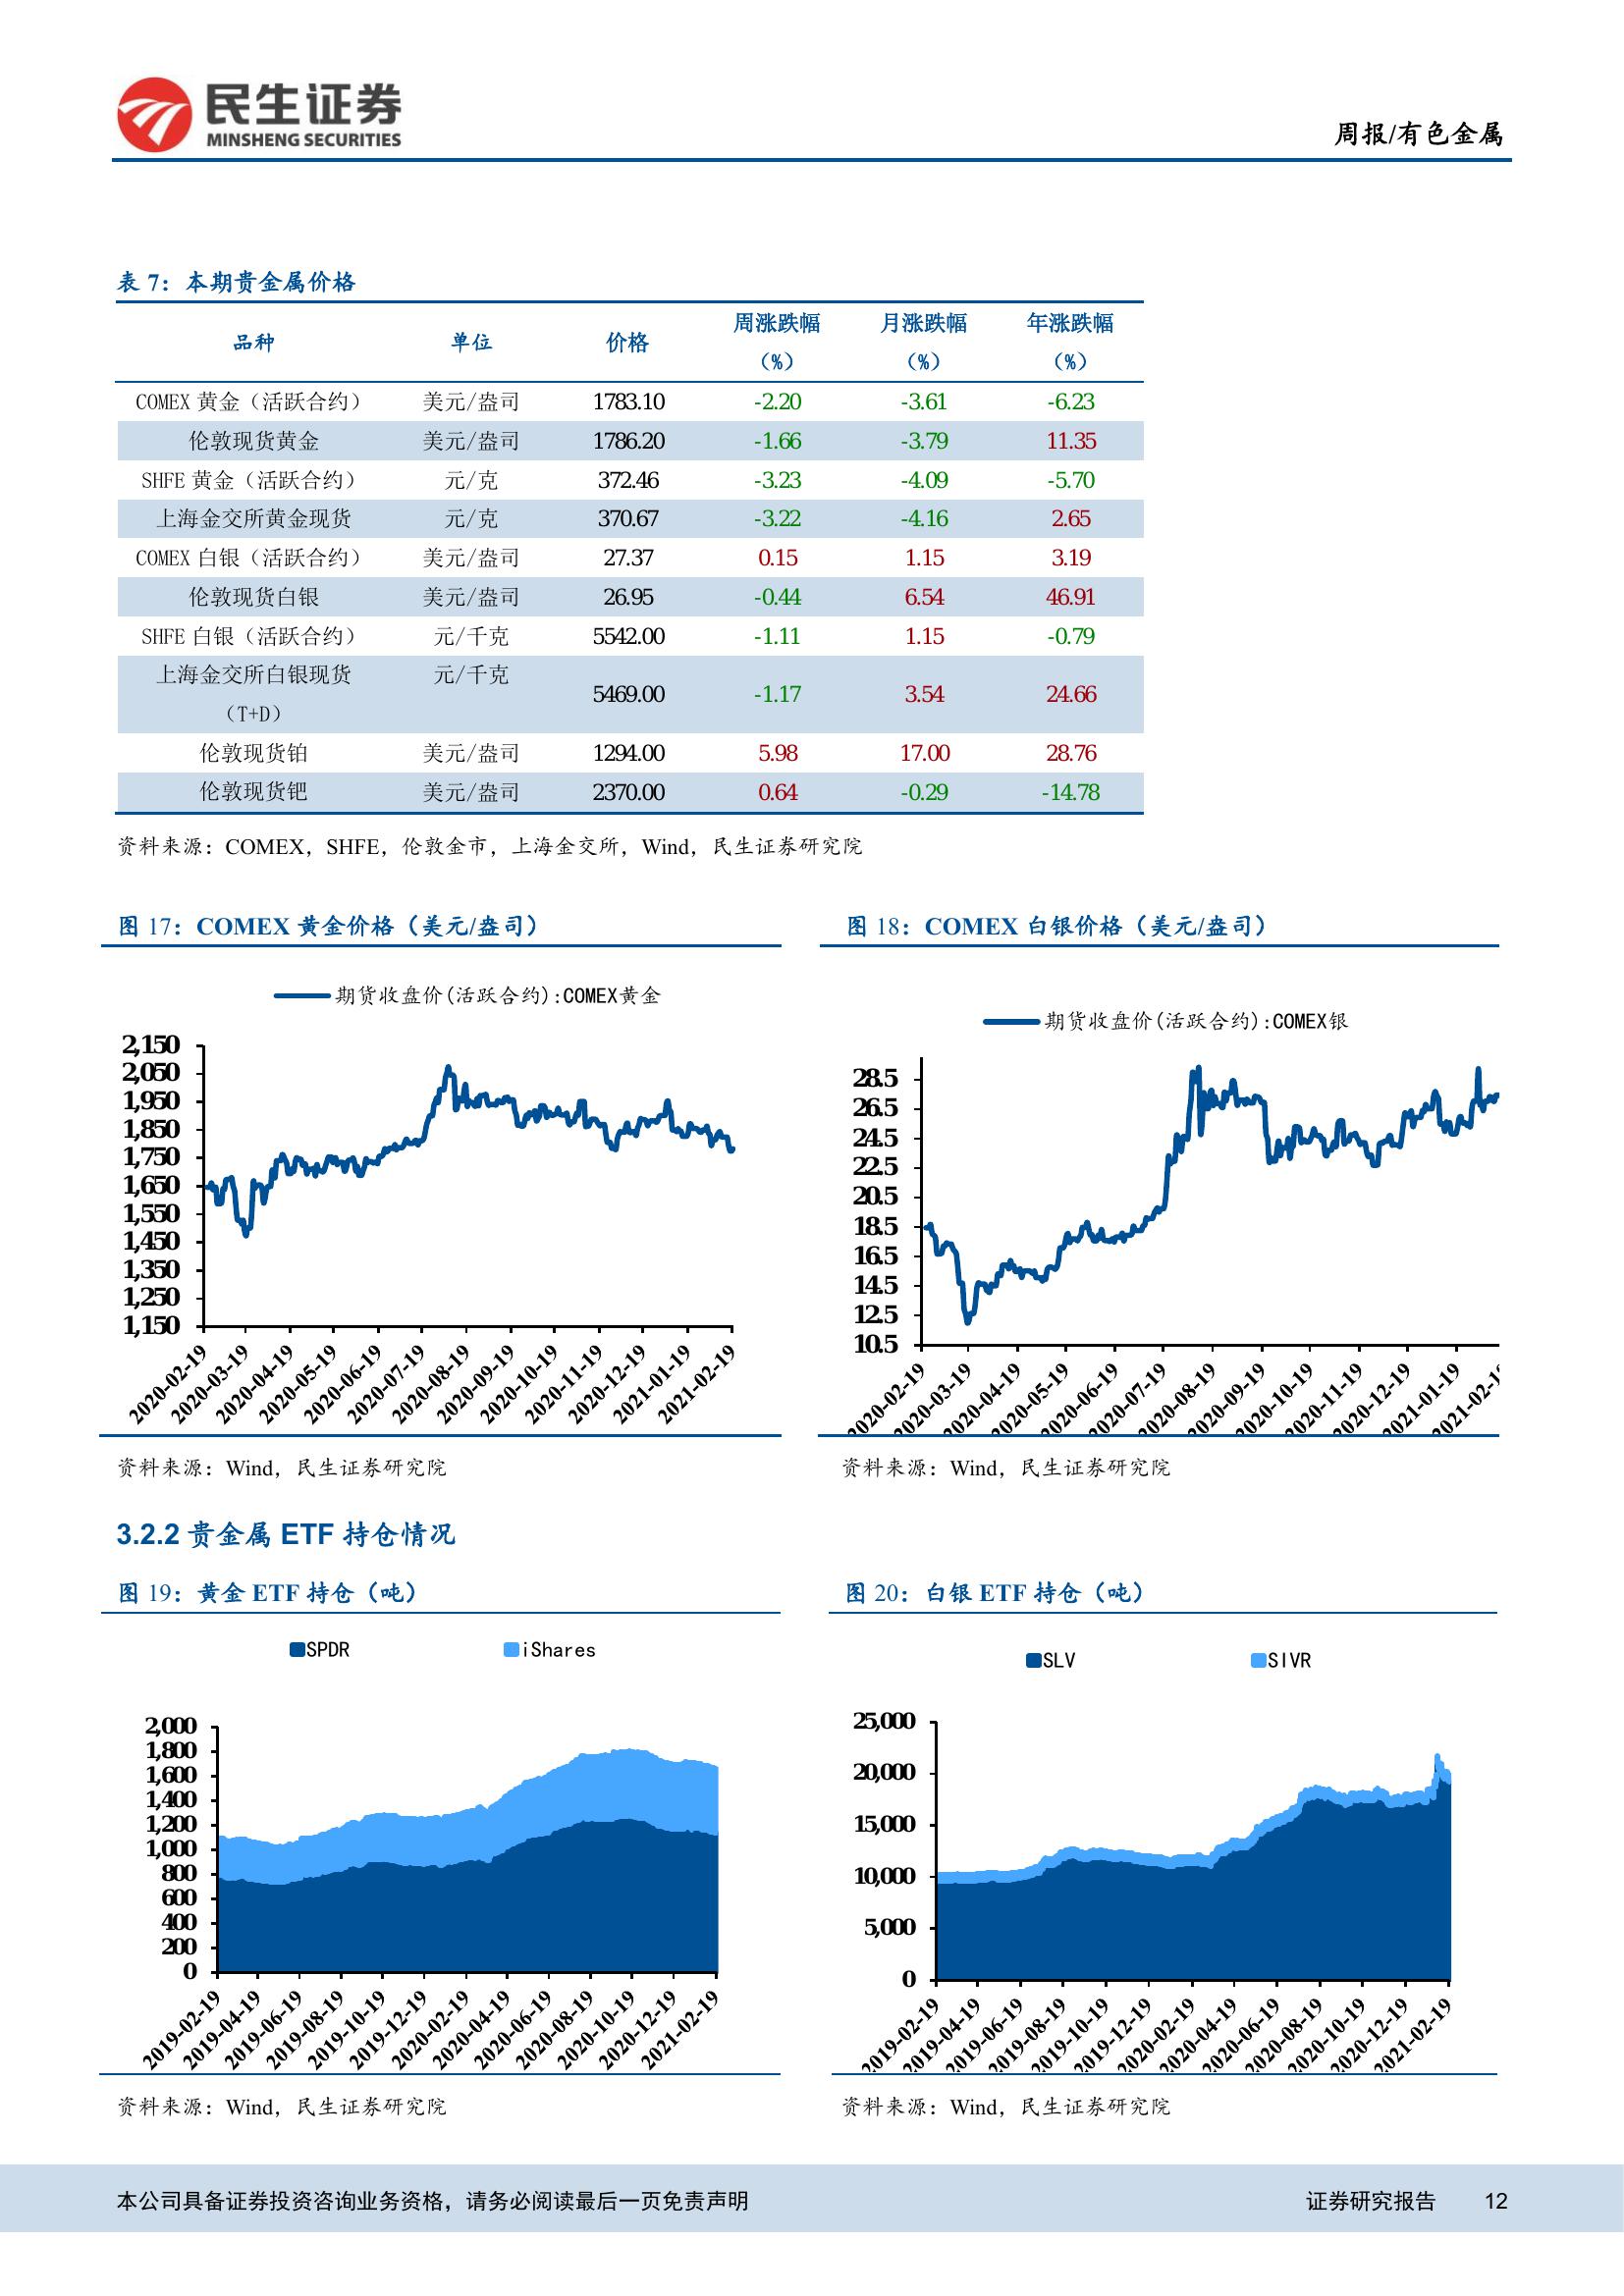 民生证券
MINSHENG SECURITIES
周报/有色金属
表 7：本期贵金属价格
品种 单位 价格 周涨跌幅（%） 月涨跌幅（%） 年涨跌幅（%）
COMEX 黄金（活跃合约） 美元/盎司 1783.10 -2.20 -3.61 -6.23
伦敦现货黄金 美元/盎司 1786.20 -1.66 -3.79 11.35
SHFE 黄金（活跃合约） 元/克 372.46 -3.23 -4.09 -5.70
上海金交所黄金现货 元/克 370.67 -3.22 -4.16 2.65
COMEX 白银（活跃合约） 美元/盎司 27.37 0.15 1.15 3.19
伦敦现货白银 美元/盎司 26.95 -0.44 6.54 46.91
SHFE 白银（活跃合约） 元/千克 5542.00 -1.11 1.15 -0.79
上海金交所白银现货（T+D） 元/千克 5469.00 -1.17 3.54 24.66
伦敦现货铂 美元/盎司 1294.00 5.98 17.00 28.76
伦敦现货钯 美元/盎司 2370.00 0.64 -0.29 -14.78
资料来源：COMEX，SHFE，伦敦金市，上海金交所，Wind，民生证券研究院
图 17：COMEX 黄金价格（美元/盎司）
期货收盘价(活跃合约):COMEX黄金
2,150
2,050
1,950
1,850
1,750
1,650
1,550
1,450
1,350
1,250
1,150
2020-02-19 2020-03-19 2020-04-19 2020-05-19 2020-06-19 2020-07-19 2020-08-19 2020-09-19 2020-10-19 2020-11-19 2020-12-19 2021-01-19 2021-02-19
资料来源：Wind，民生证券研究院
图 18：COMEX 白银价格（美元/盎司）
期货收盘价(活跃合约):COMEX银
28.5
26.5
24.5
22.5
20.5
18.5
16.5
14.5
12.5
10.5
2020-02-19 2020-03-19 2020-04-19 2020-05-19 2020-06-19 2020-07-19 2020-08-19 2020-09-19 2020-10-19 2020-11-19 2020-12-19 2021-01-19 2021-02-1
资料来源：Wind，民生证券研究院
3.2.2 贵金属 ETF 持仓情况
图 19：黄金 ETF 持仓（吨）
SPDR iShares
2,000
1,800
1,600
1,400
1,200
1,000
800
600
400
200
0
2019-02-19 2019-04-19 2019-06-19 2019-08-19 2019-10-19 2019-12-19 2020-02-19 2020-04-19 2020-06-19 2020-08-19 2020-10-19 2020-12-19 2021-02-19
资料来源：Wind，民生证券研究院
图 20：白银 ETF 持仓（吨）
SLV SIVR
25,000
20,000
15,000
10,000
5,000
0
2019-02-19 2019-04-19 2019-06-19 2019-08-19 2019-10-19 2019-12-19 2020-02-19 2020-04-19 2020-06-19 2020-08-19 2020-10-19 2020-12-19 2021-02-19
资料来源：Wind，民生证券研究院
本公司具备证券投资咨询业务资格，请务必阅读最后一页免责声明 证券研究报告 12